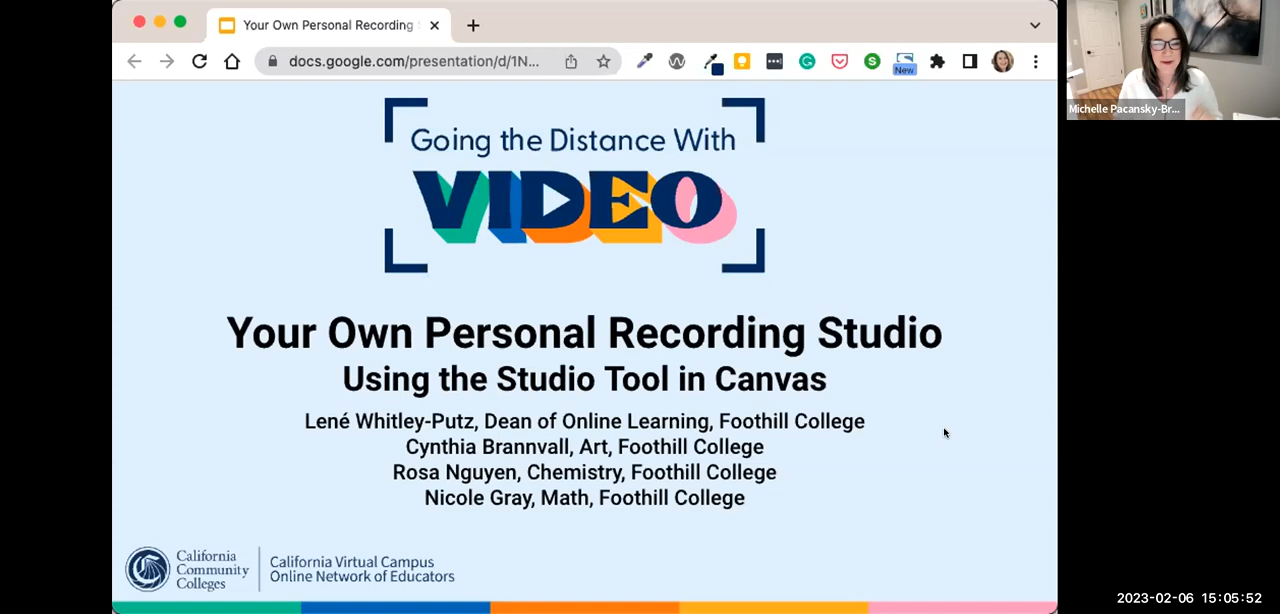 Your Own Personal Recording
docs.google.com/presentation/d/1N...
New
Michelle Pacansky-Br...
Going the Distance With
VIDEO
Your Own Personal Recording Studio
Using the Studio Tool in Canvas
Lené Whitley-Putz, Dean of Online Learning, Foothill College
Cynthia Brannvall, Art, Foothill College
Rosa Nguyen, Chemistry, Foothill College
Nicole Gray, Math, Foothill College
California
Community
Colleges
California Virtual Campus
Online Network of Educators
2023-02-06 15:05:52